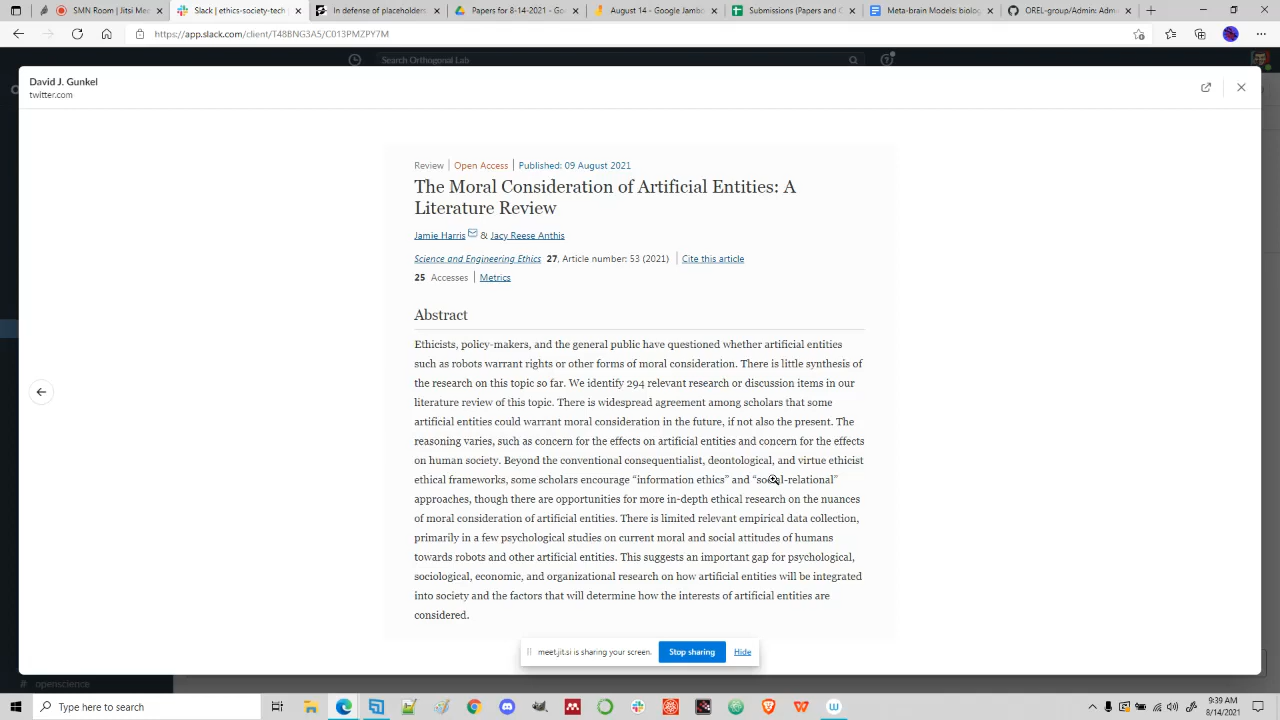 SMN Room | Jitsi Mee
Slack | ethics-society-tech
In defense of placeholders
Papers for 8-14-2021 - Go
August 14 - Google Jambo
Submissions (Papers and C
Meta-brain Models: biolog
OREL-group/Admin: Adme
https://app.slack.com/client/T48BNG3A5/C013PMZPY7M
Search Orthogonal Lab
David J. Gunkel
twitter.com
Review | Open Access | Published: 09 August 2021
The Moral Consideration of Artificial Entities: A
Literature Review
Jamie Harris & Jacy Reese Anthis
Science and Engineering Ethics 27, Article number: 53 (2021) | Cite this article
25 Accesses | Metrics
Abstract
Ethicists, policy-makers, and the general public have questioned whether artificial entities
such as robots warrant rights or other forms of moral consideration. There is little synthesis of
the research on this topic so far. We identify 294 relevant research or discussion items in our
literature review of this topic. There is widespread agreement among scholars that some
artificial entities could warrant moral consideration in the future, if not also the present. The
reasoning varies, such as concern for the effects on artificial entities and concern for the effects
on human society. Beyond the conventional consequentialist, deontological, and virtue ethicist
ethical frameworks, some scholars encourage “information ethics” and “social-relational”
approaches, though there are opportunities for more in-depth ethical research on the nuances
of moral consideration of artificial entities. There is limited relevant empirical data collection,
primarily in a few psychological studies on current moral and social attitudes of humans
towards robots and other artificial entities. This suggests an important gap for psychological,
sociological, economic, and organizational research on how artificial entities will be integrated
into society and the factors that will determine how the interests of artificial entities are
considered.
meet.jit.si is sharing your screen. Stop sharing Hide
# openscience
Type here to search
9:39 AM
8/14/2021